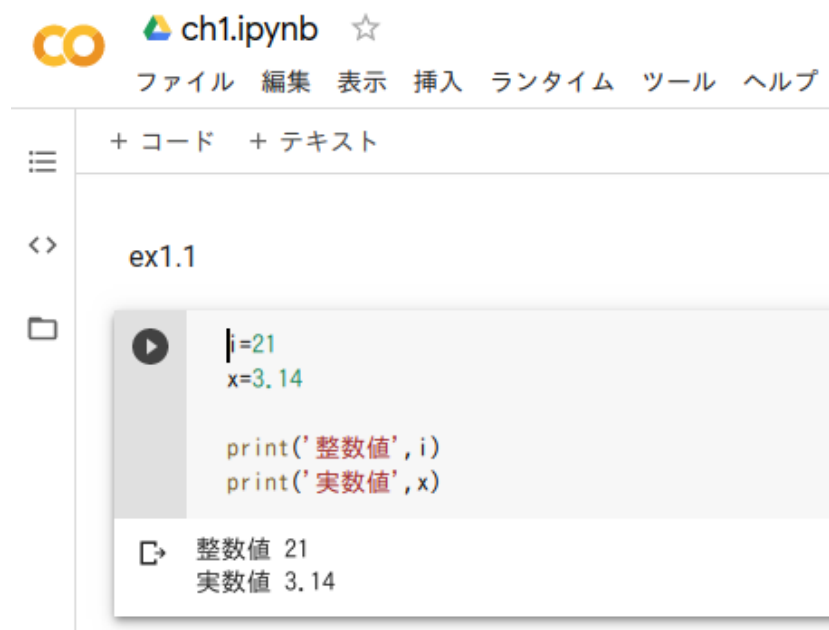 ch1.ipynb
ファイル 編集 表示 挿入 ランタイム ツール ヘルプ
+ コード + テキスト
ex1.1
i=21
x=3.14
print('整数値',i)
print('実数値',x)
整数値 21
実数値 3.14